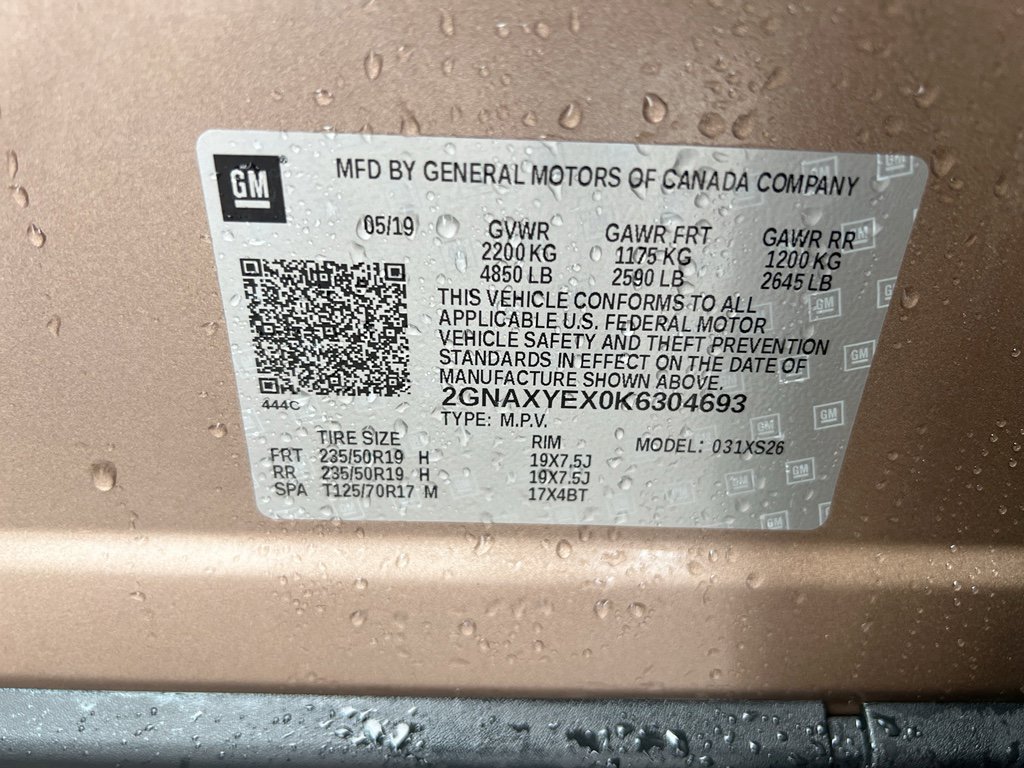 GM
MFD BY GENERAL MOTORS OF CANADA COMPANY
05/19
GVWR
2200 KG
4850 LB
GAWR FRT
1175 KG
2590 LB
GAWR RR
1200 KG
2645 LB
THIS VEHICLE CONFORMS TO ALL
APPLICABLE U.S. FEDERAL MOTOR
VEHICLE SAFETY AND THEFT PREVENTION
STANDARDS IN EFFECT ON THE DATE OF
MANUFACTURE SHOWN ABOVE.
444C
2GNAXYEX0K6304693
TYPE: M.P.V.
MODEL: 031XS26
TIRE SIZE RIM
FRT 235/50R19 H 19X7.5J
RR 235/50R19 H 19X7.5J
SPA T125/70R17 M 17X4BT